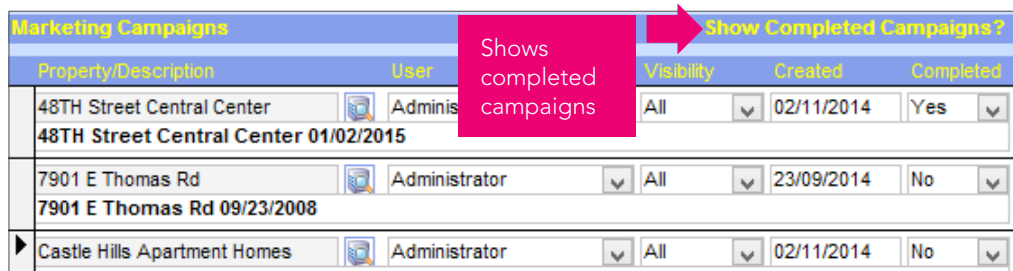 Marketing Campaigns Show Completed Campaigns?
Shows
completed
campaigns
Property/Description User Visibility Created Completed
48TH Street Central Center Adminis All 02/11/2014 Yes
48TH Street Central Center 01/02/2015
7901 E Thomas Rd Administrator All 23/09/2014 No
7901 E Thomas Rd 09/23/2008
Castle Hills Apartment Homes Administrator All 02/11/2014 No